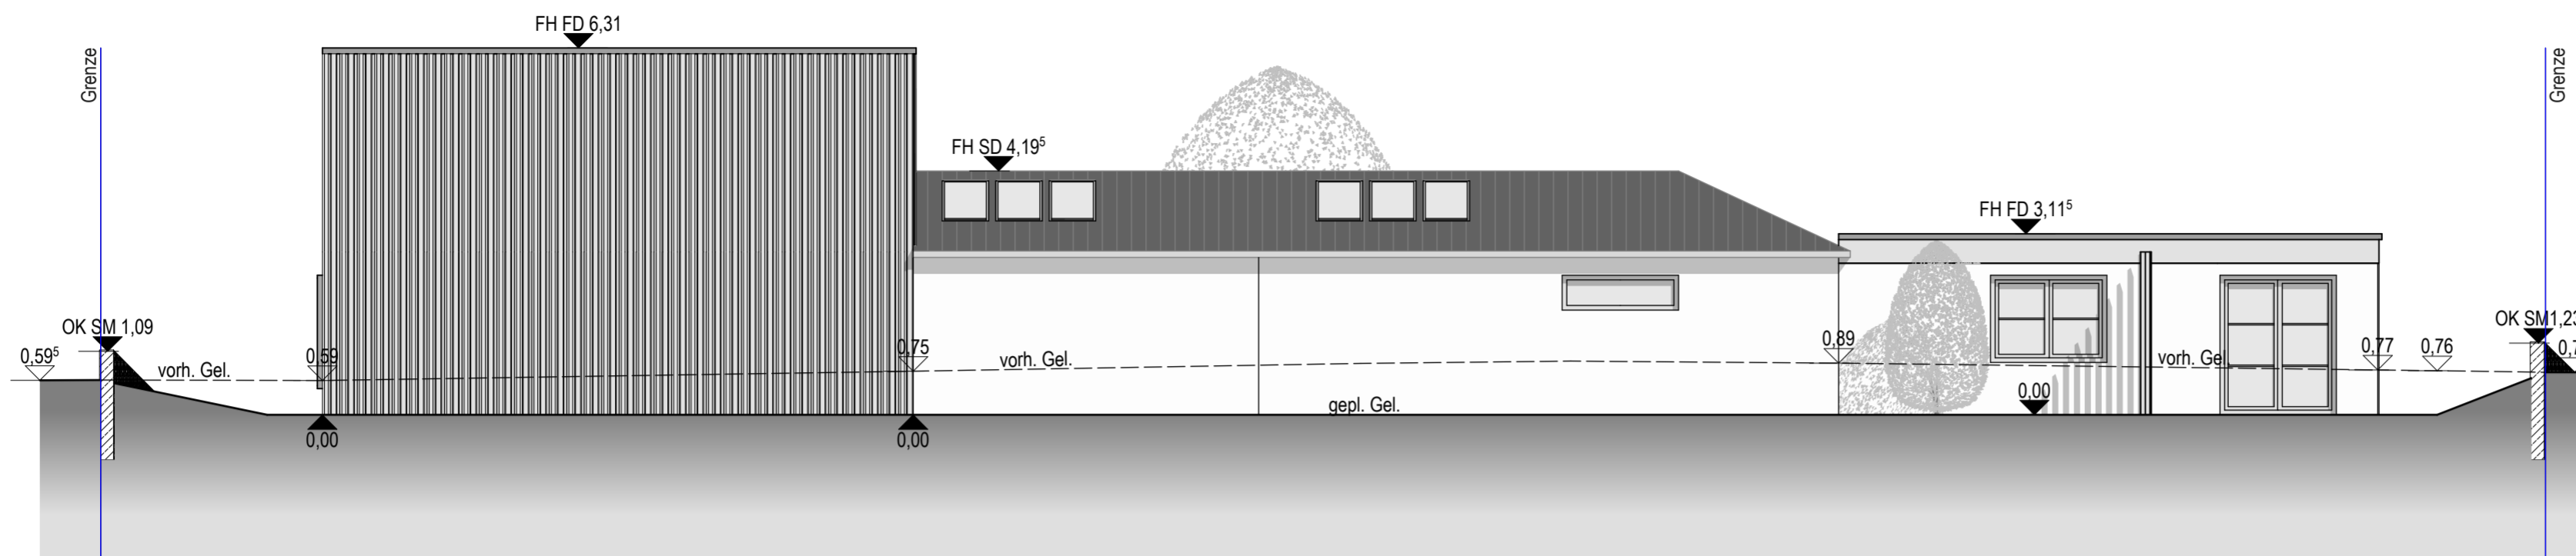 FH FD 6,31
Grenze
Grenze
FH SD 4,19⁵
FH FD 3,11⁵
OK SM 1,09
OK SM1,23
0,59⁵
vorh. Gel.
0,59
0,75
vorh. Gel.
0,89
vorh. Gel.
0,77
0,76
gepl. Gel.
0,00
0,00
0,00